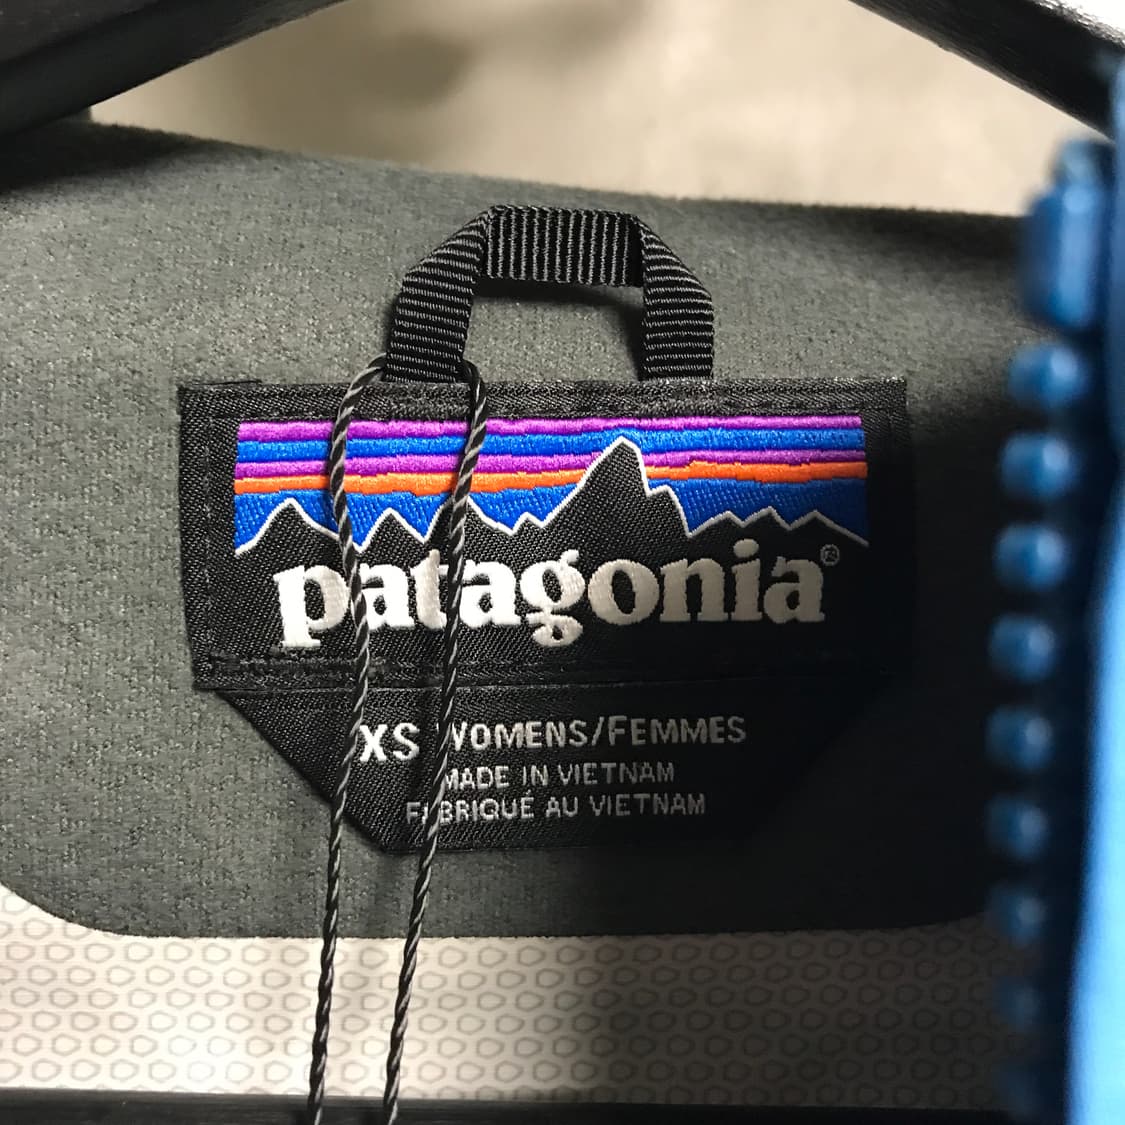 patagonia®
XS WOMENS/FEMMES
MADE IN VIETNAM
FABRIQUÉ AU VIETNAM